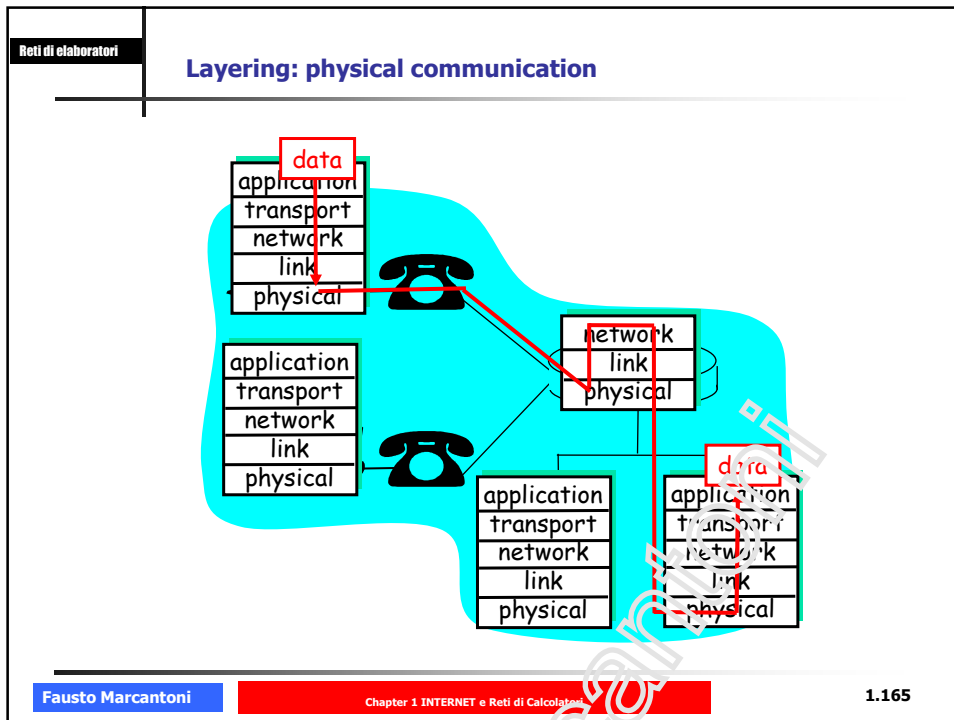 Reti di elaboratori
Layering: physical communication
data
application
transport
network
link
physical
application
transport
network
link
physical
network
link
physical
application
transport
network
link
physical
data
application
transport
network
link
physical
Fausto Marcantoni
Chapter 1 INTERNET e Reti di Calcolatori
1.165